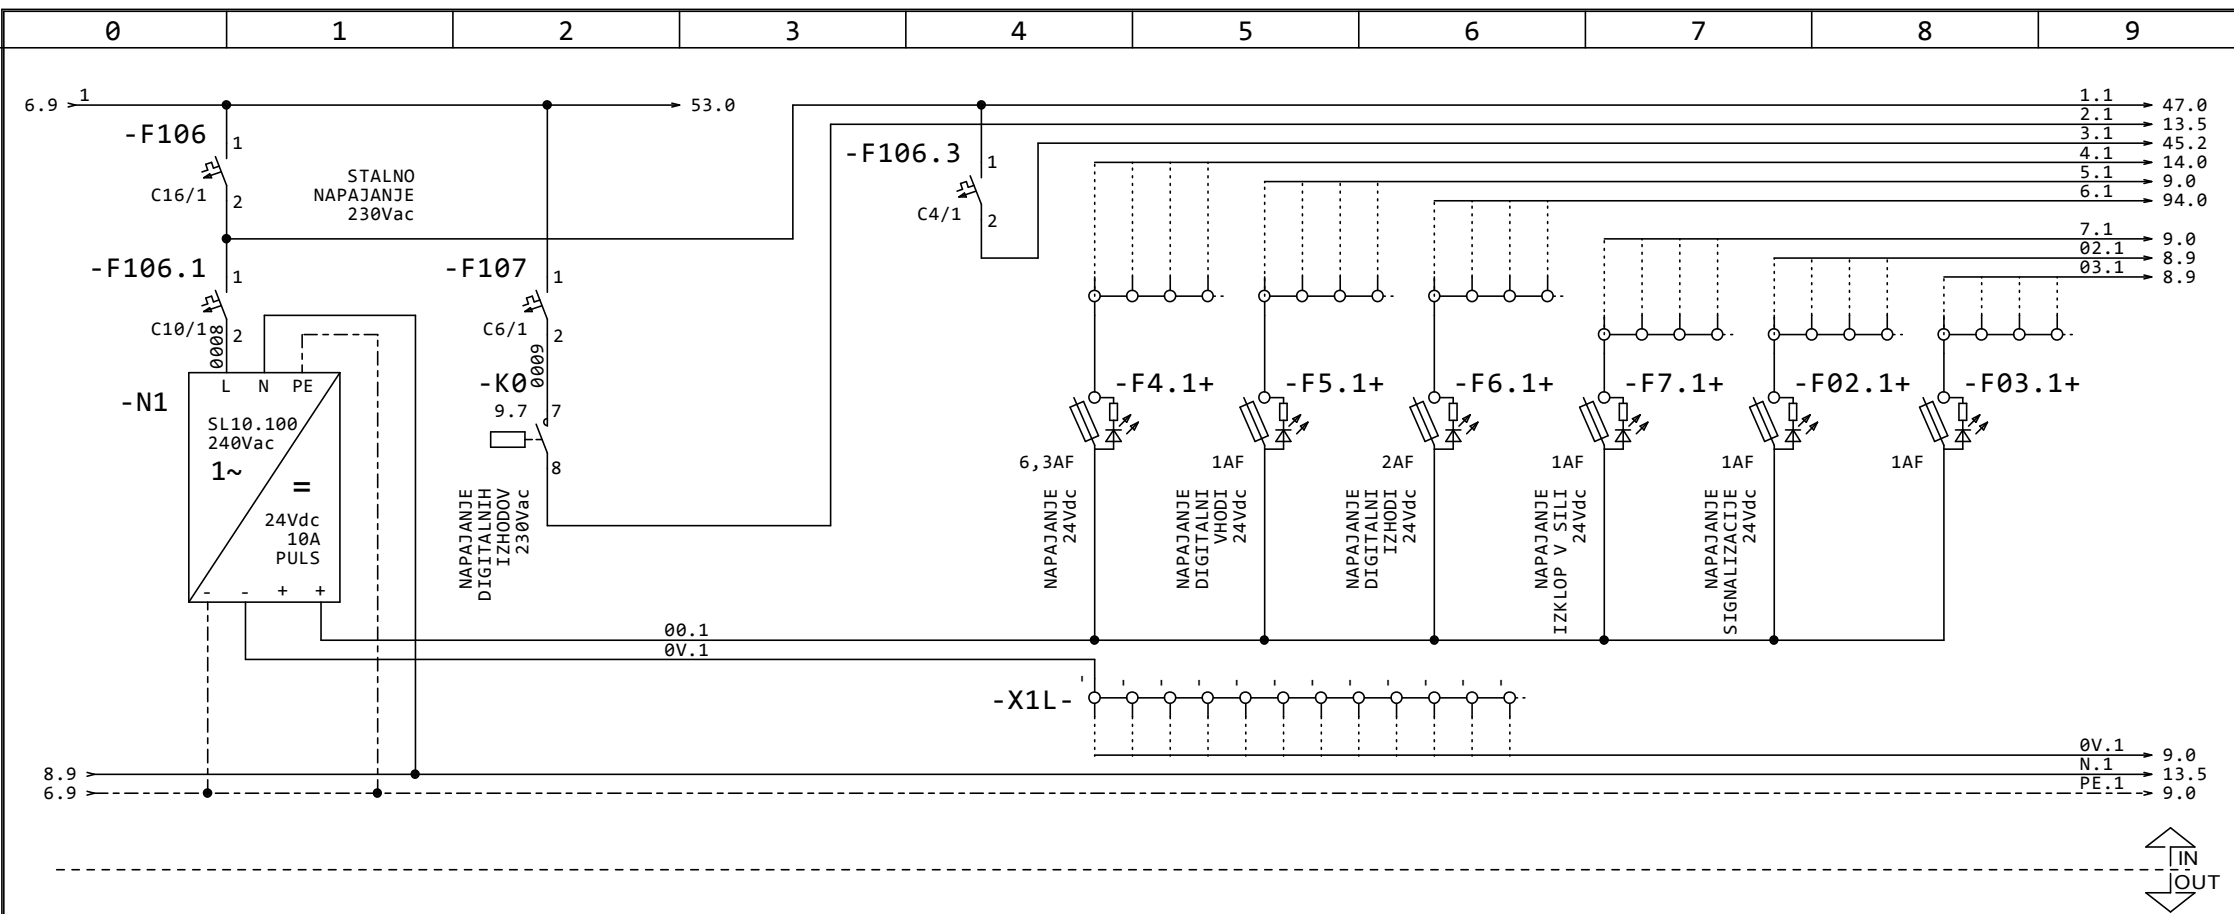 0 1 2 3 4 5 6 7 8 9
6.9 1 53.0
1.1 47.0
2.1 13.5
3.1 45.2
4.1 14.0
5.1 9.0
6.1 94.0
7.1 9.0
02.1 8.9
03.1 8.9
-F106
1
C16/1
2
STALNO
NAPAJANJE
230Vac
-F106.3
1
C4/1
2
-F106.1
1
C10/1
2
0008
-F107
1
C6/1
2
0009
-K0
9.7
7
8
NAPAJANJE
DIGITALNIH
IZHODOV
230Vac
-N1
L N PE
SL10.100
240Vac
1~
=
24Vdc
10A
PULS
- - + +
-F4.1+
6,3AF
NAPAJANJE
24Vdc
-F5.1+
1AF
NAPAJANJE
DIGITALNI
VHODI
24Vdc
-F6.1+
2AF
NAPAJANJE
DIGITALNI
IZHODI
24Vdc
-F7.1+
1AF
NAPAJANJE
IZKLOP V SILI
24Vdc
-F02.1+
1AF
NAPAJANJE
SIGNALIZACIJE
24Vdc
-F03.1+
1AF
00.1
0V.1
-X1L-
0V.1 9.0
8.9 N.1 13.5
6.9 PE.1 9.0
IN
OUT